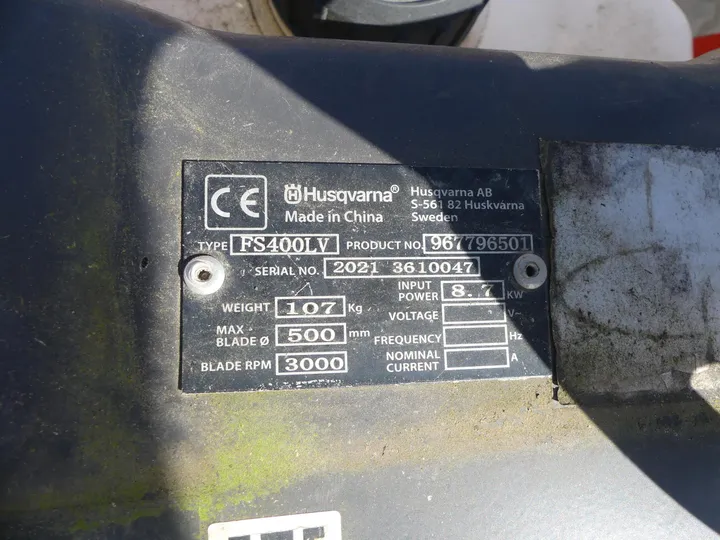 CE
Husqvarna®
Made in China
Husqvarna AB
S-561 82 Huskvarna
Sweden
TYPE FS400LV PRODUCT NO. 967796501
SERIAL NO. 2021 3610047
WEIGHT 107 Kg
MAX BLADE Ø 500 mm
BLADE RPM 3000
INPUT POWER 8.7 KW
VOLTAGE V~
FREQUENCY Hz
NOMINAL CURRENT A